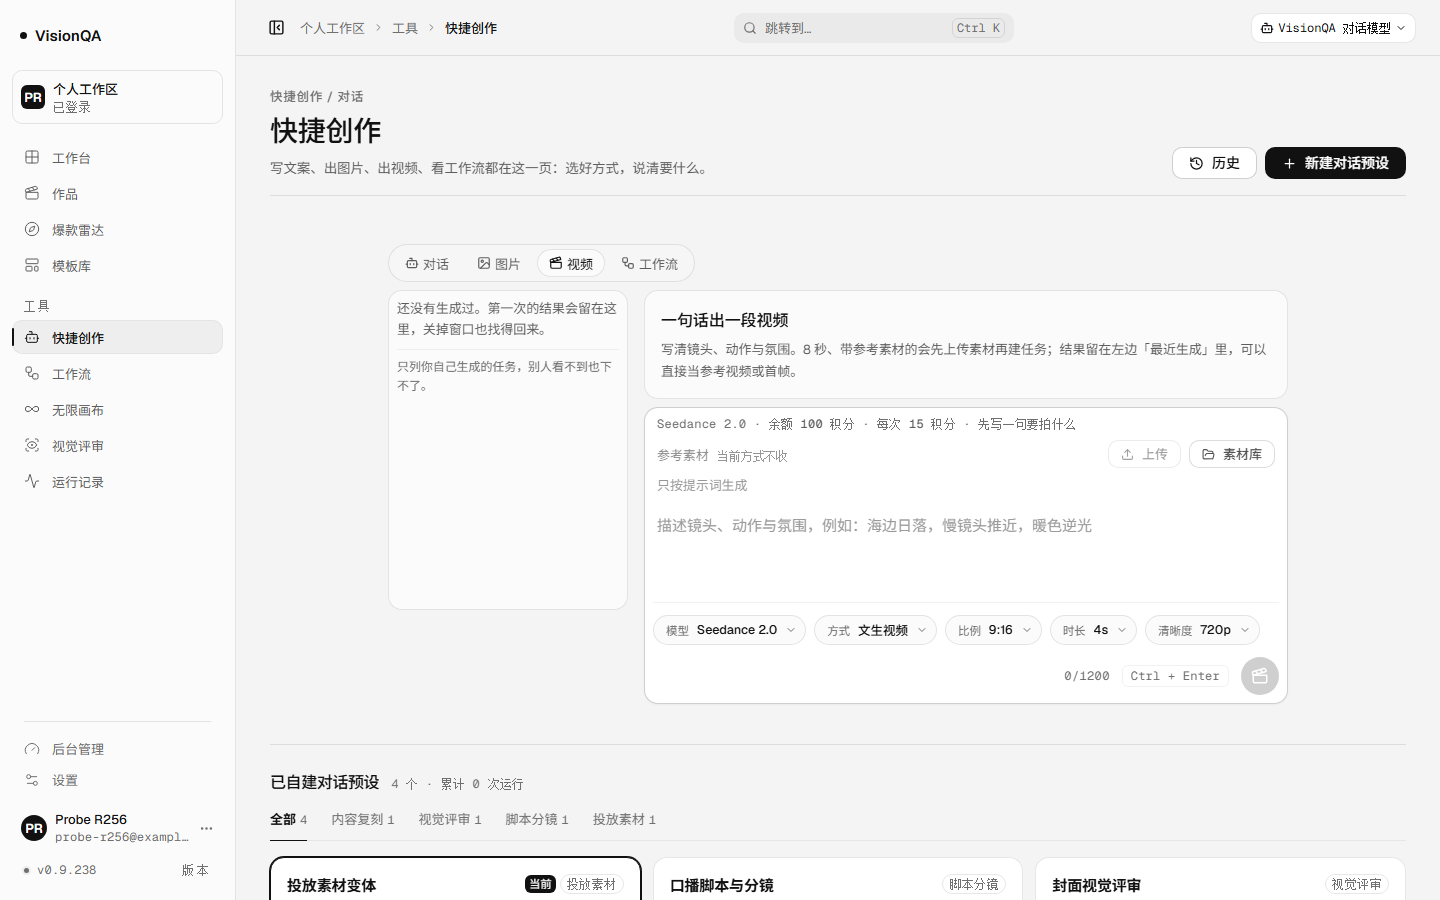 VisionQA
PR
个人工作区
已登录
工作台
作品
爆款雷达
模板库
工具
快捷创作
工作流
无限画布
视觉评审
运行记录
后台管理
设置
PR
Probe R256
probe-r256@exampl…
v0.9.238
版本
个人工作区 > 工具 > 快捷创作
跳转到...
Ctrl K
VisionQA 对话模型
快捷创作 / 对话
快捷创作
写文案、出图片、出视频、看工作流都在这一页：选好方式，说清要什么。
历史
新建对话预设
对话
图片
视频
工作流
还没有生成过。第一次的结果会留在这
里，关掉窗口也找得回来。
只列你自己生成的任务，别人看不到也下
不了。
一句话出一段视频
写清镜头、动作与氛围。8 秒、带参考素材的会先上传素材再建任务；结果留在左边「最近生成」里，可以
直接当参考视频或首帧。
Seedance 2.0 · 余额 100 积分 · 每次 15 积分 · 先写一句要拍什么
参考素材 当前方式不收
上传
素材库
只按提示词生成
描述镜头、动作与氛围，例如：海边日落，慢镜头推近，暖色逆光
模型 Seedance 2.0
方式 文生视频
比例 9:16
时长 4s
清晰度 720p
0/1200
Ctrl + Enter
已自建对话预设 4 个 · 累计 0 次运行
全部 4
内容复刻 1
视觉评审 1
脚本分镜 1
投放素材 1
投放素材变体
当前
投放素材
口播脚本与分镜
脚本分镜
封面视觉评审
视觉评审